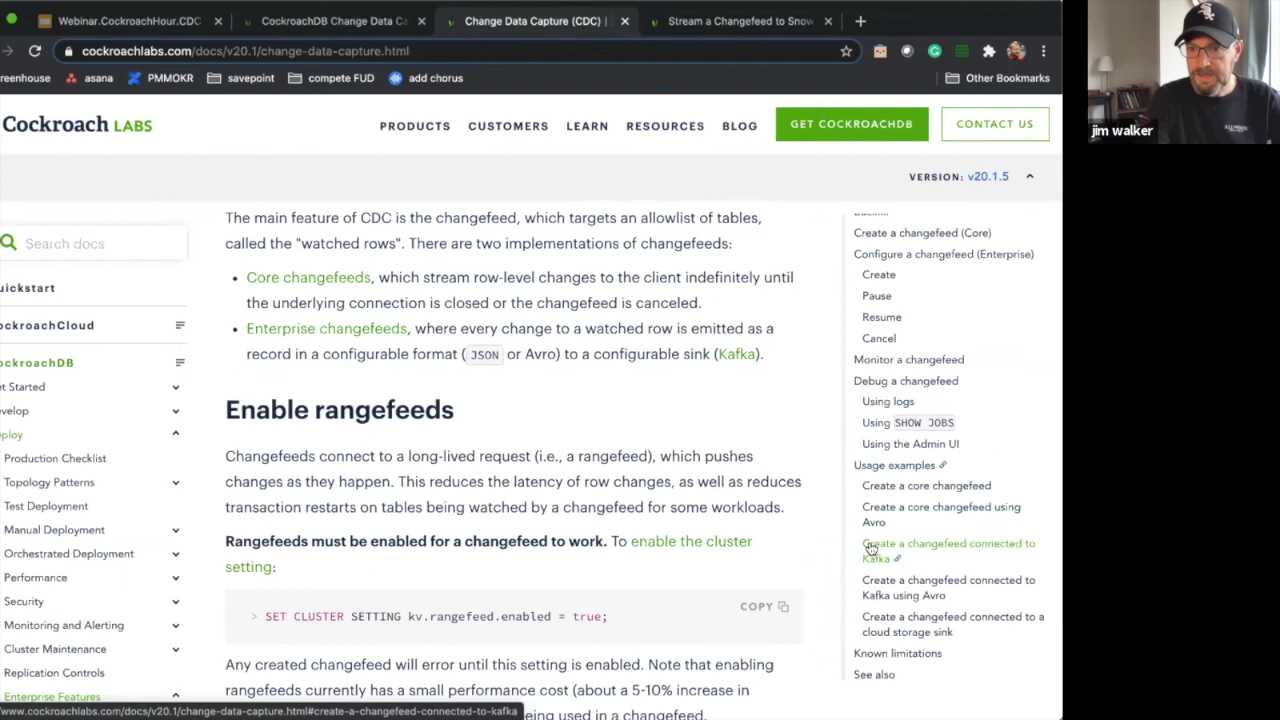 Webinar.CockroachHour.CDC
CockroachDB Change Data Ca
Change Data Capture (CDC) |
Stream a Changefeed to Snow
cockroachlabs.com/docs/v20.1/change-data-capture.html
reenhouse
asana
PMMOKR
savepoint
compete FUD
add chorus
Other Bookmarks
jim walker
Cockroach LABS
PRODUCTS
CUSTOMERS
LEARN
RESOURCES
BLOG
GET COCKROACHDB
CONTACT US
VERSION: v20.1.5
Search docs
uickstart
ockroachCloud
ockroachDB
et Started
evelop
eploy
Production Checklist
Topology Patterns
Test Deployment
Manual Deployment
Orchestrated Deployment
Performance
Security
Monitoring and Alerting
Cluster Maintenance
Replication Controls
Enterprise Features
The main feature of CDC is the changefeed, which targets an allowlist of tables,
called the "watched rows". There are two implementations of changefeeds:
• Core changefeeds, which stream row-level changes to the client indefinitely until
the underlying connection is closed or the changefeed is canceled.
• Enterprise changefeeds, where every change to a watched row is emitted as a
record in a configurable format (JSON or Avro) to a configurable sink (Kafka).
Enable rangefeeds
Changefeeds connect to a long-lived request (i.e., a rangefeed), which pushes
changes as they happen. This reduces the latency of row changes, as well as reduces
transaction restarts on tables being watched by a changefeed for some workloads.
Rangefeeds must be enabled for a changefeed to work. To enable the cluster
setting:
COPY
> SET CLUSTER SETTING kv.rangefeed.enabled = true;
Any created changefeed will error until this setting is enabled. Note that enabling
rangefeeds currently has a small performance cost (about a 5-10% increase in
eing used in a changefeed.
Create a changefeed (Core)
Configure a changefeed (Enterprise)
Create
Pause
Resume
Cancel
Monitor a changefeed
Debug a changefeed
Using logs
Using SHOW JOBS
Using the Admin UI
Usage examples
Create a core changefeed
Create a core changefeed using
Avro
Create a changefeed connected to
Kafka
Create a changefeed connected to
Kafka using Avro
Create a changefeed connected to a
cloud storage sink
Known limitations
See also
www.cockroachlabs.com/docs/v20.1/change-data-capture.html#create-a-changefeed-connected-to-kafka